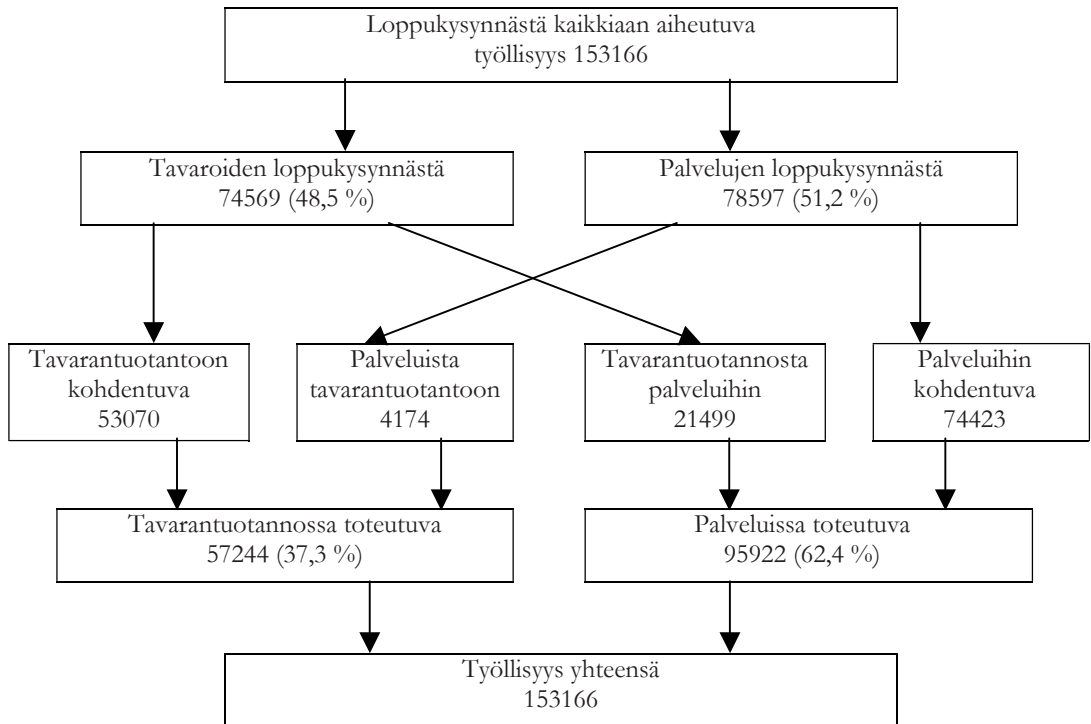 Loppukysynnästä kaikkiaan aiheutuva
työllisyys 153166
Tavaroiden loppukysynnästä
74569 (48,5 %)
Palvelujen loppukysynnästä
78597 (51,2 %)
Tavarantuotantoon
kohdentuva
53070
Palveluista
tavarantuotantoon
4174
Tavarantuotannosta
palveluihin
21499
Palveluihin
kohdentuva
74423
Tavarantuotannossa toteutuva
57244 (37,3 %)
Palveluissa toteutuva
95922 (62,4 %)
Työllisyys yhteensä
153166